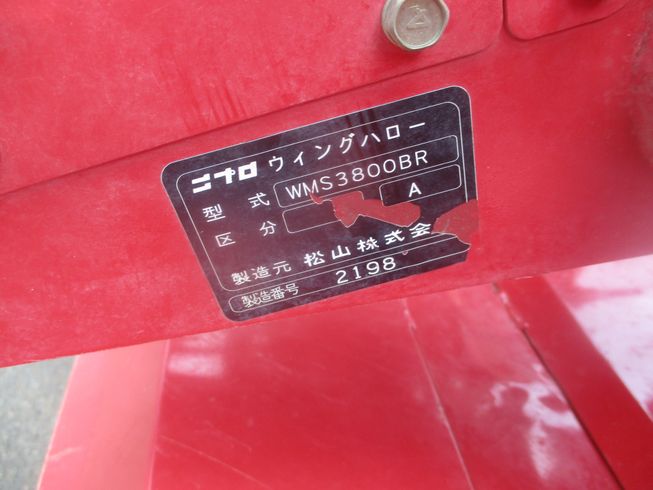 ニプロ ウィングハロー
型式 WMS3800BR
区分 A
製造元 松山株式会
製造番号 2198